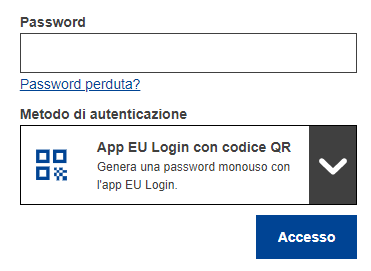 Password
Password perduta?
Metodo di autenticazione
App EU Login con codice QR
Genera una password monouso con
l'app EU Login.
Accesso